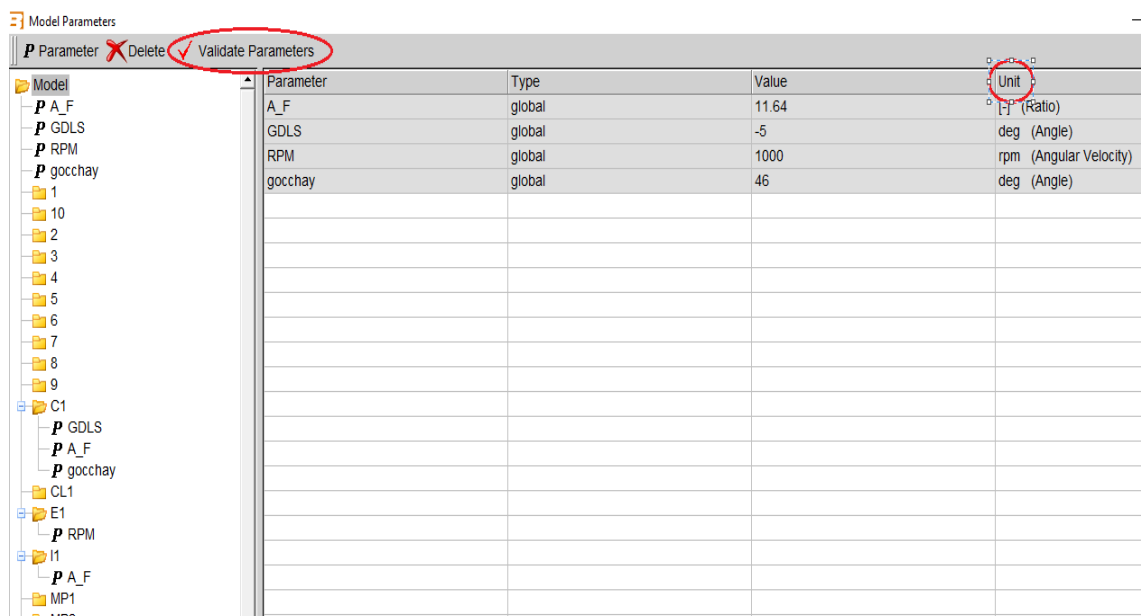 Model Parameters
P Parameter Delete Validate Parameters
Model
P A_F
P GDLS
P RPM
P gocchay
1
10
2
3
4
5
6
7
8
9
C1
P GDLS
P A_F
P gocchay
CL1
E1
P RPM
I1
P A_F
MP1
Parameter Type Value Unit
A_F global 11.64 [-] (Ratio)
GDLS global -5 deg (Angle)
RPM global 1000 rpm (Angular Velocity)
gocchay global 46 deg (Angle)